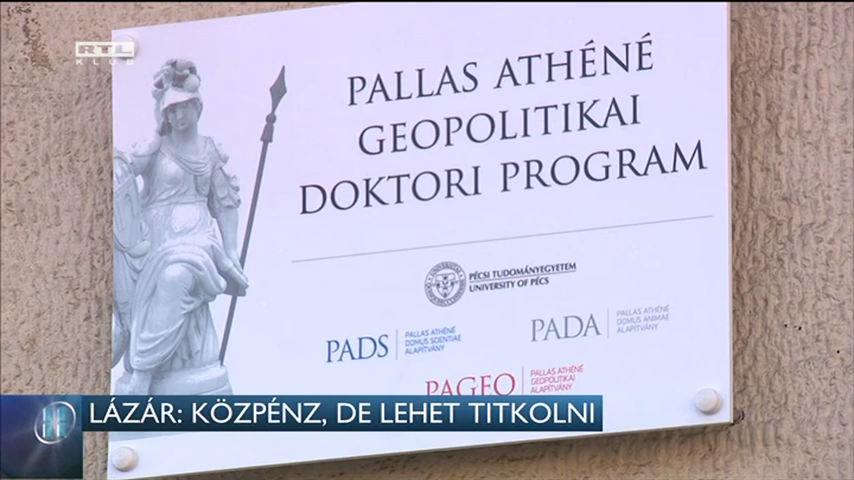 RTL
KLUB
PALLAS ATHÉNÉ
GEOPOLITIKAI
DOKTORI PROGRAM
PÉCSI TUDOMÁNYEGYETEM
UNIVERSITY OF PÉCS
PADS
PALLAS ATHÉNÉ
DOMUS SCIENTIAE
ALAPÍTVÁNY
PADA
PALLAS ATHÉNÉ
DOMUS ANIMAE
ALAPÍTVÁNY
PAGEO
PALLAS ATHÉNÉ
GEOPOLITIKAI
ALAPÍTVÁNY
LÁZÁR: KÖZPÉNZ, DE LEHET TITKOLNI